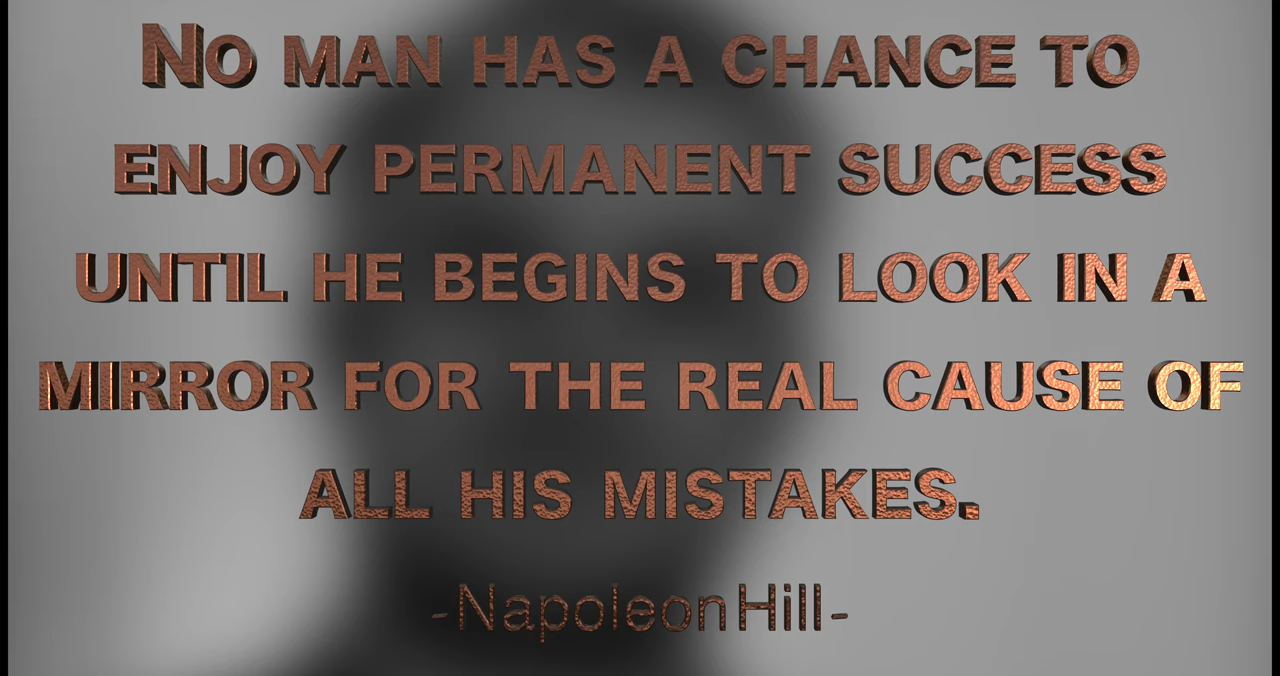 No man has a chance to
enjoy permanent success
until he begins to look in a
mirror for the real cause of
all his mistakes.
-Napoleon Hill-